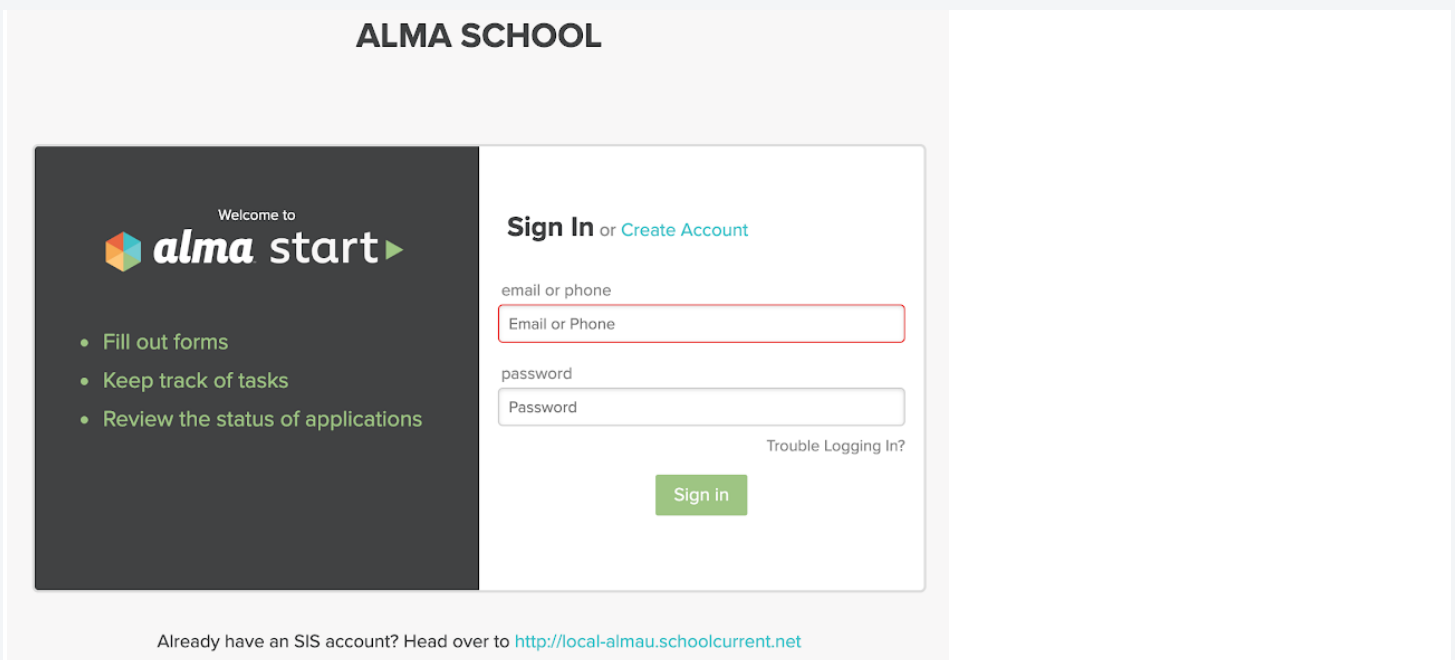 ALMA SCHOOL
Welcome to
alma start
• Fill out forms
• Keep track of tasks
• Review the status of applications
Sign In or Create Account
email or phone
Email or Phone
password
Password
Trouble Logging In?
Sign in
Already have an SIS account? Head over to http://local-almau.schoolcurrent.net